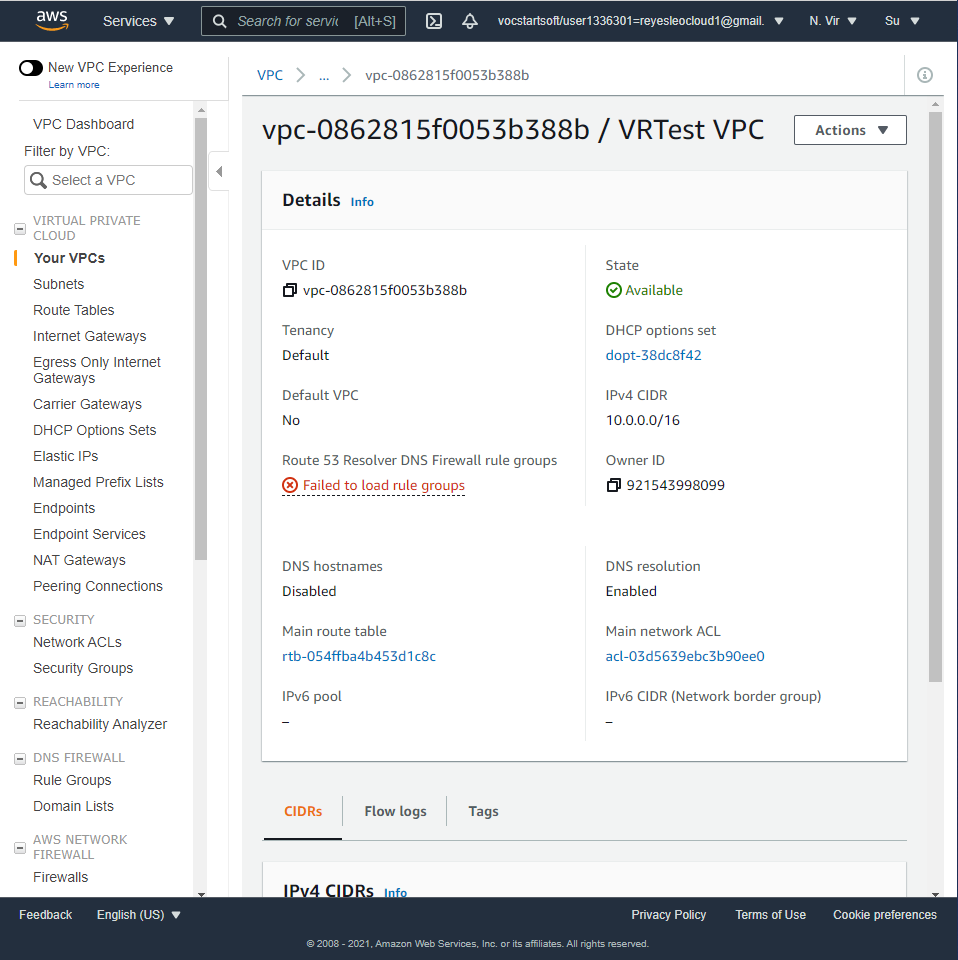 aws
Services
Search for servic
[Alt+S]
vocstartsoft/user1336301=reyesleocloud1@gmail.
N. Vir
Su
New VPC Experience
Learn more
VPC Dashboard
Filter by VPC:
Select a VPC
VIRTUAL PRIVATE
CLOUD
Your VPCs
Subnets
Route Tables
Internet Gateways
Egress Only Internet
Gateways
Carrier Gateways
DHCP Options Sets
Elastic IPs
Managed Prefix Lists
Endpoints
Endpoint Services
NAT Gateways
Peering Connections
SECURITY
Network ACLs
Security Groups
REACHABILITY
Reachability Analyzer
DNS FIREWALL
Rule Groups
Domain Lists
AWS NETWORK
FIREWALL
Firewalls
VPC
...
vpc-0862815f0053b388b
vpc-0862815f0053b388b / VRTest VPC
Actions
Details Info
VPC ID
vpc-0862815f0053b388b
State
Available
Tenancy
Default
DHCP options set
dopt-38dc8f42
Default VPC
No
IPv4 CIDR
10.0.0.0/16
Route 53 Resolver DNS Firewall rule groups
Failed to load rule groups
Owner ID
921543998099
DNS hostnames
Disabled
DNS resolution
Enabled
Main route table
rtb-054ffba4b453d1c8c
Main network ACL
acl-03d5639ebc3b90ee0
IPv6 pool
–
IPv6 CIDR (Network border group)
–
CIDRs
Flow logs
Tags
IPv4 CIDRs Info
Feedback
English (US)
Privacy Policy
Terms of Use
Cookie preferences
© 2008 - 2021, Amazon Web Services, Inc. or its affiliates. All rights reserved.